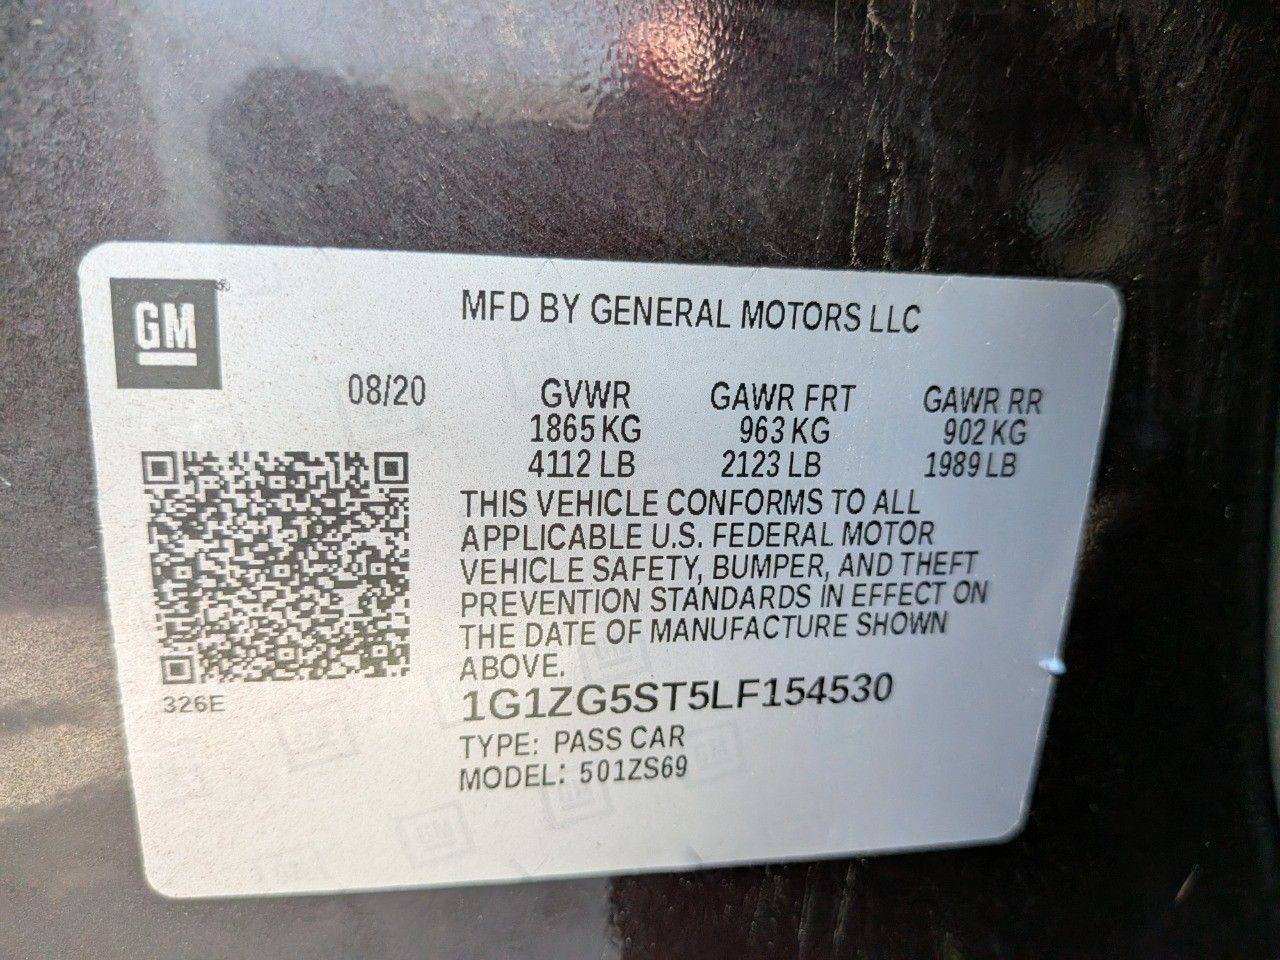 GM
MFD BY GENERAL MOTORS LLC
08/20 GVWR GAWR FRT GAWR RR
1865 KG 963 KG 902 KG
4112 LB 2123 LB 1989 LB
THIS VEHICLE CONFORMS TO ALL
APPLICABLE U.S. FEDERAL MOTOR
VEHICLE SAFETY, BUMPER, AND THEFT
PREVENTION STANDARDS IN EFFECT ON
THE DATE OF MANUFACTURE SHOWN
ABOVE.
326E
1G1ZG5ST5LF154530
TYPE: PASS CAR
MODEL: 501ZS69